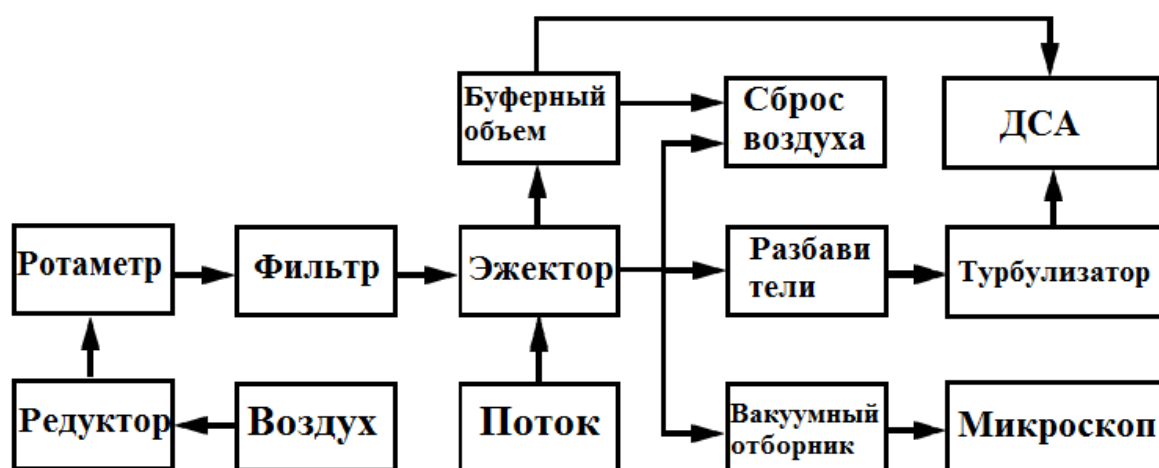 Буферный
объем
Сброс
воздуха
ДСА
Ротаметр
Фильтр
Эжектор
Разбави
тели
Турбулизатор
Редуктор
Воздух
Поток
Вакуумный
отборник
Микроскоп